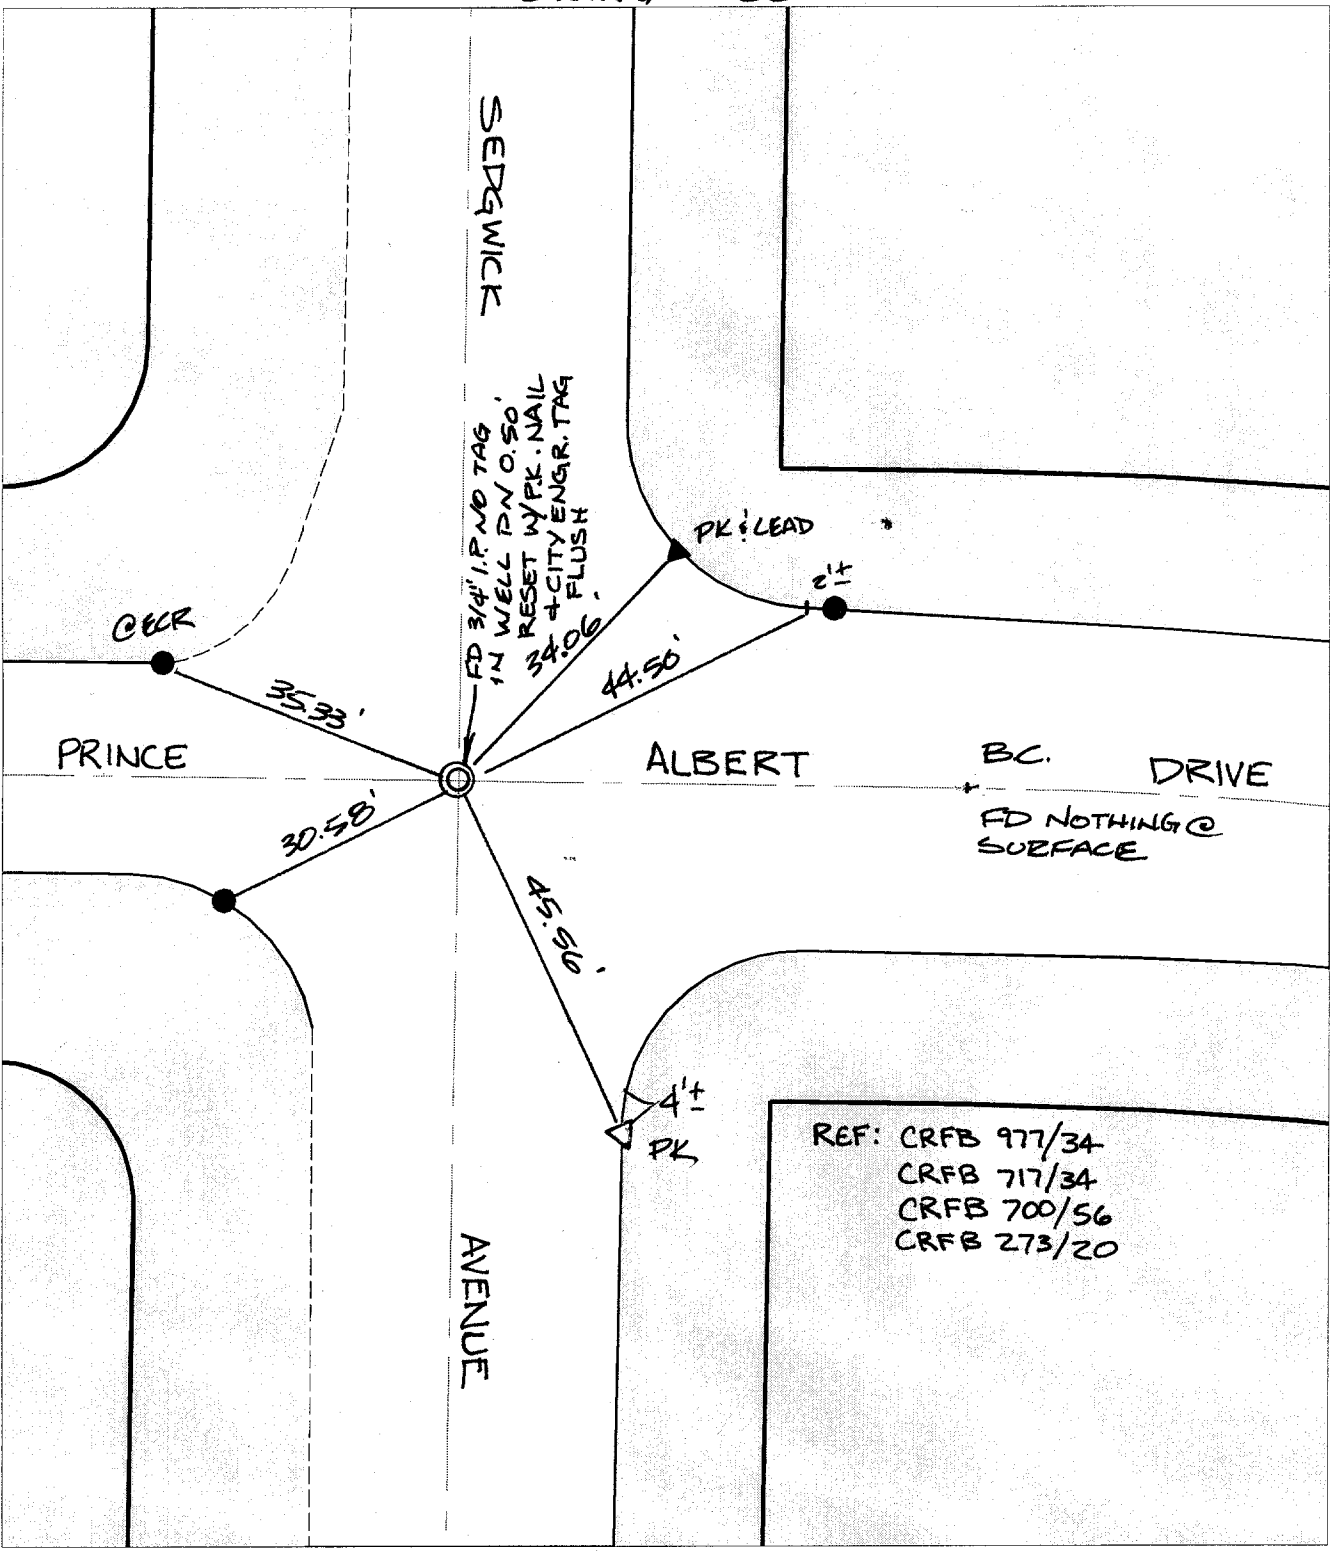 SEDGWICK
FD 3/4" I.P. NO TAG
IN WELL DN 0.50'
RESET W/P.K. NAIL
& CITY ENGR. TAG
FLUSH
PK & LEAD
2'±
@ECR
34.06'
44.50'
35.33'
PRINCE
ALBERT
B.C.
DRIVE
FD NOTHING @
SURFACE
30.58'
45.56'
4'±
PK
REF: CRFB 977/34
CRFB 717/34
CRFB 700/56
CRFB 273/20
AVENUE